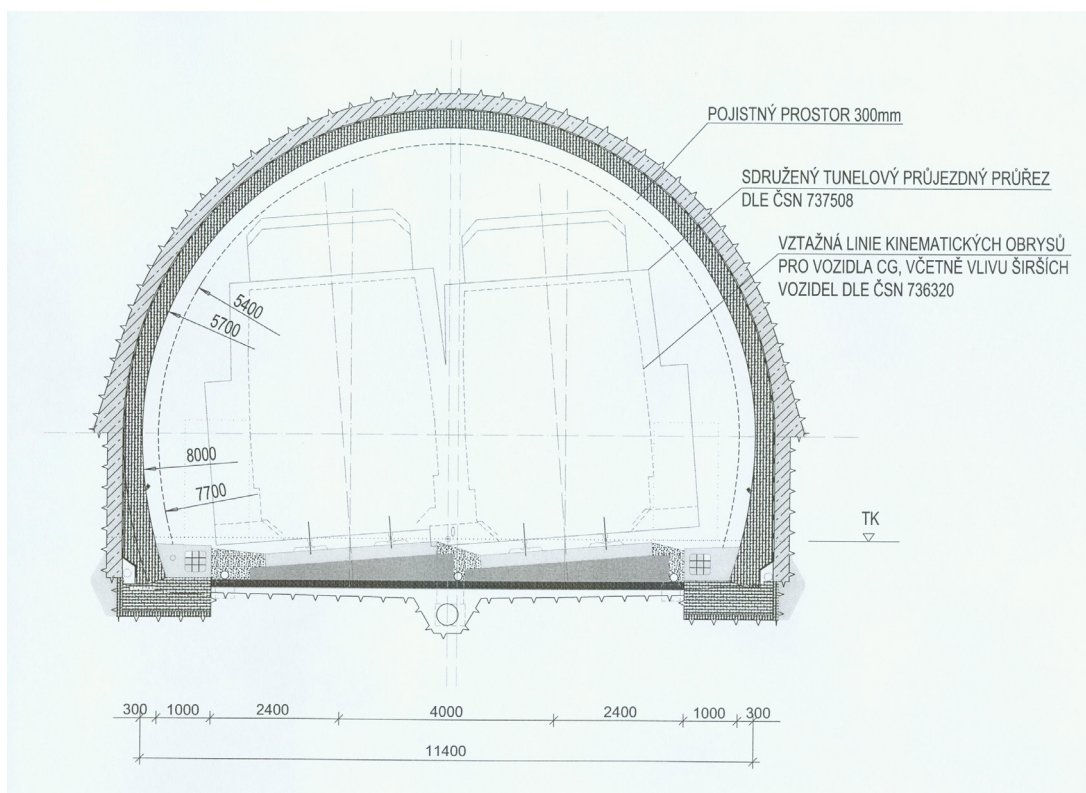 POJISTNÝ PROSTOR 300mm
SDRUŽENÝ TUNELOVÝ PRŮJEZDNÝ PRŮŘEZ
DLE ČSN 737508
VZTAŽNÁ LINIE KINEMATICKÝCH OBRYSŮ
PRO VOZIDLA CG, VČETNĚ VLIVU ŠIRŠÍCH
VOZIDEL DLE ČSN 736320
5400
5700
8000
7700
TK
300 1000 2400 4000 2400 1000 300
11400